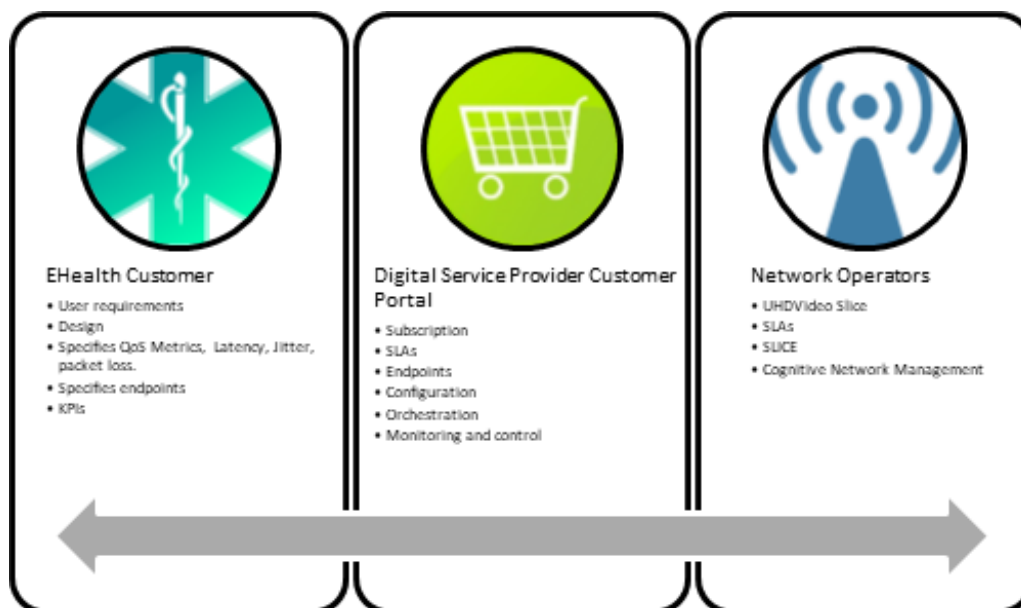 EHealth Customer
• User requirements
• Design
• Specifies QoS Metrics, Latency, Jitter,
packet loss.
• Specifies endpoints
• KPIs
Digital Service Provider Customer
Portal
• Subscription
• SLAs
• Endpoints
• Configuration
• Orchestration
• Monitoring and control
Network Operators
• UHDVideo Slice
• SLAs
• SLICE
• Cognitive Network Management